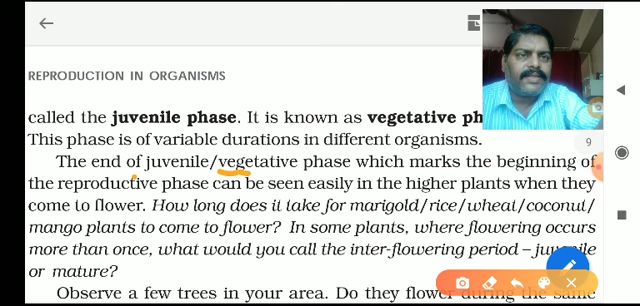 REPRODUCTION IN ORGANISMS
9
called the juvenile phase. It is known as vegetative
This phase is of variable durations in different organisms.
The end of juvenile/vegetative phase which marks the beginning of
the reproductive phase can be seen easily in the higher plants when they
come to flower. How long does it take for marigold/rice/wheat/coconut/
mango plants to come to flower? In some plants, where flowering occurs
more than once, what would you call the inter-flowering period – juvenile
or mature?
Observe a few trees in your area. Do they flower during the same